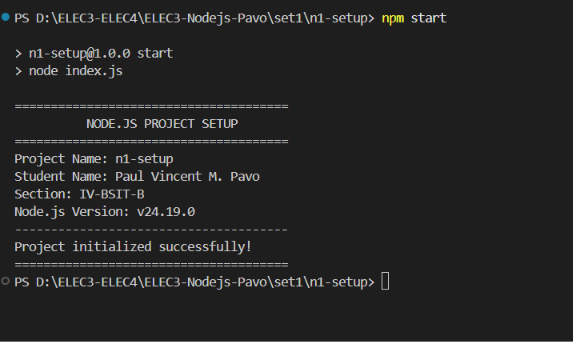 PS D:\ELEC3-ELEC4\ELEC3-Nodejs-Pavo\set1\n1-setup> npm start
> n1-setup@1.0.0 start
> node index.js
======================================
NODE.JS PROJECT SETUP
======================================
Project Name: n1-setup
Student Name: Paul Vincent M. Pavo
Section: IV-BSIT-B
Node.js Version: v24.19.0
--------------------------------------
Project initialized successfully!
======================================
PS D:\ELEC3-ELEC4\ELEC3-Nodejs-Pavo\set1\n1-setup>